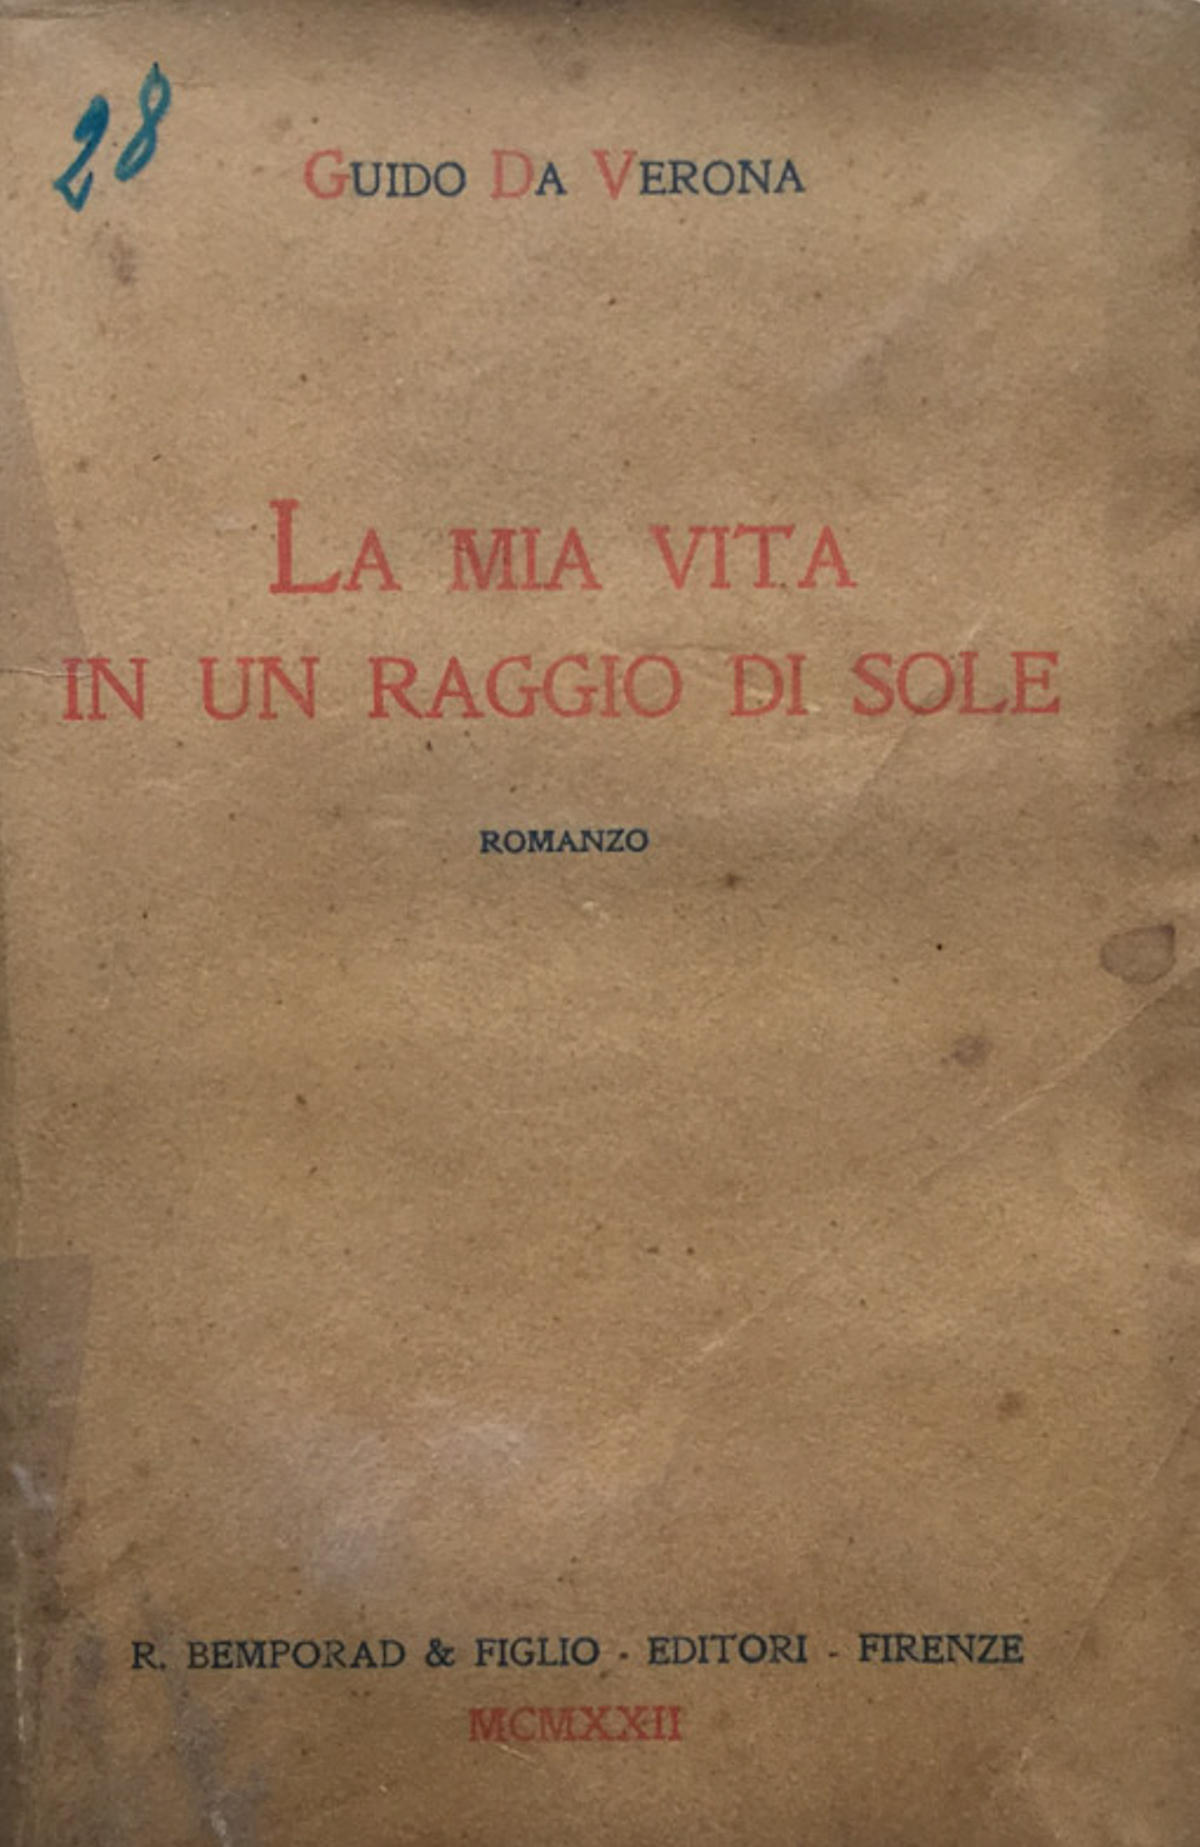 28
GUIDO DA VERONA
LA MIA VITA
IN UN RAGGIO DI SOLE
ROMANZO
R. BEMPORAD & FIGLIO - EDITORI - FIRENZE
MCMXXII